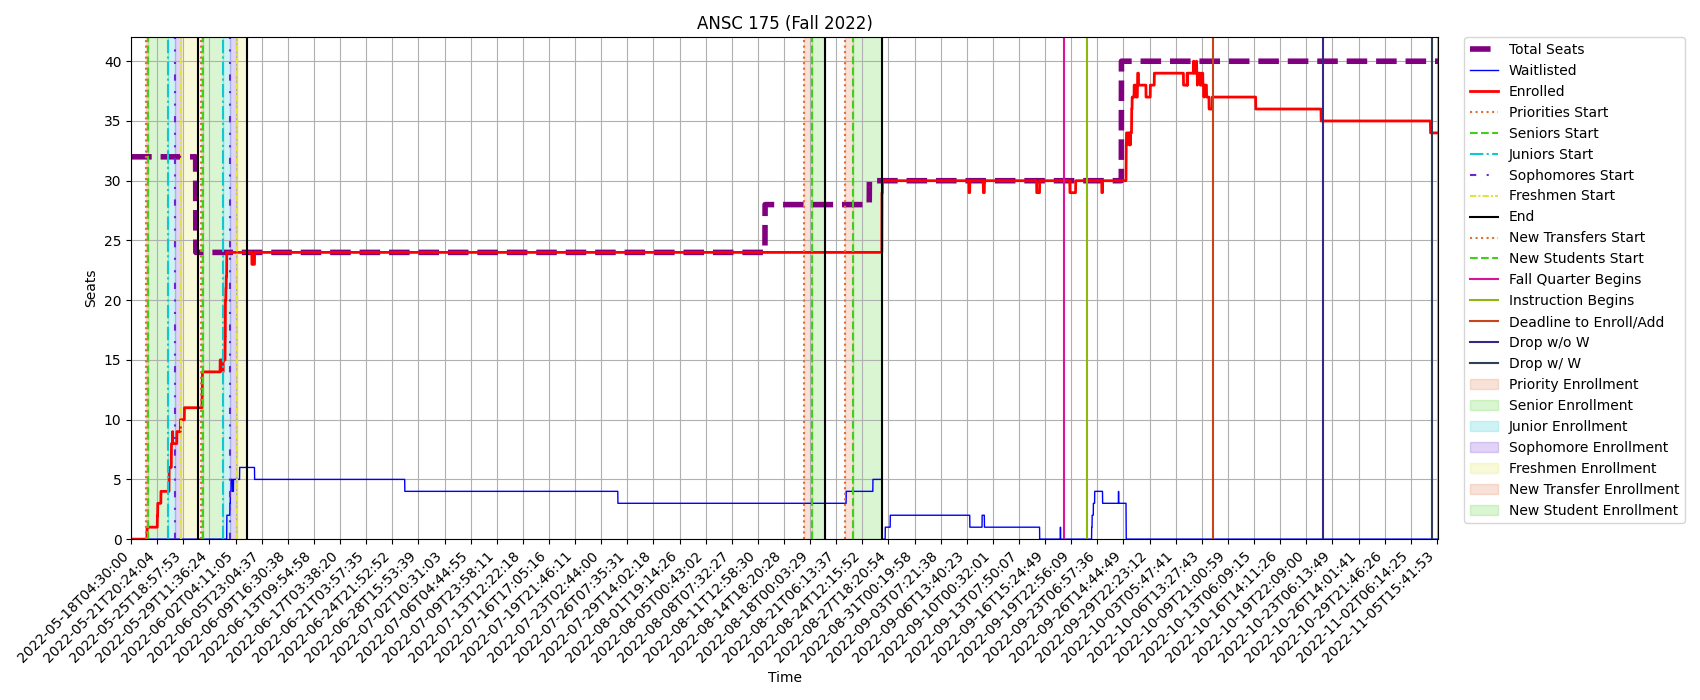 ANSC 175 (Fall 2022)
Seats
40
35
30
25
20
15
10
5
0
2022-05-18T04:30:00
2022-05-21T20:24:04
2022-05-25T18:57:53
2022-05-29T11:36:24
2022-06-02T04:11:05
2022-06-05T23:04:37
2022-06-09T16:30:38
2022-06-13T09:54:58
2022-06-17T03:38:20
2022-06-21T03:57:35
2022-06-24T21:52:52
2022-06-28T15:53:39
2022-07-02T10:31:03
2022-07-06T04:44:55
2022-07-09T23:58:11
2022-07-13T12:22:18
2022-07-16T17:05:16
2022-07-19T21:46:11
2022-07-23T02:44:00
2022-07-26T07:35:31
2022-07-29T14:02:18
2022-08-01T19:14:26
2022-08-05T00:43:02
2022-08-08T07:32:27
2022-08-11T12:58:30
2022-08-14T18:20:28
2022-08-18T00:03:29
2022-08-21T06:13:37
2022-08-24T12:15:52
2022-08-27T18:20:54
2022-08-31T00:19:58
2022-09-03T07:21:38
2022-09-06T13:40:23
2022-09-10T00:32:01
2022-09-13T07:50:07
2022-09-16T15:24:49
2022-09-19T22:56:09
2022-09-23T06:57:36
2022-09-26T14:44:49
2022-09-29T22:23:12
2022-10-03T05:47:41
2022-10-06T13:27:43
2022-10-09T21:00:59
2022-10-13T06:09:15
2022-10-16T14:11:26
2022-10-19T22:09:00
2022-10-23T06:13:49
2022-10-26T14:01:41
2022-10-29T21:46:26
2022-11-02T06:14:25
2022-11-05T15:41:53
Time
Total Seats
Waitlisted
Enrolled
Priorities Start
Seniors Start
Juniors Start
Sophomores Start
Freshmen Start
End
New Transfers Start
New Students Start
Fall Quarter Begins
Instruction Begins
Deadline to Enroll/Add
Drop w/o W
Drop w/ W
Priority Enrollment
Senior Enrollment
Junior Enrollment
Sophomore Enrollment
Freshmen Enrollment
New Transfer Enrollment
New Student Enrollment